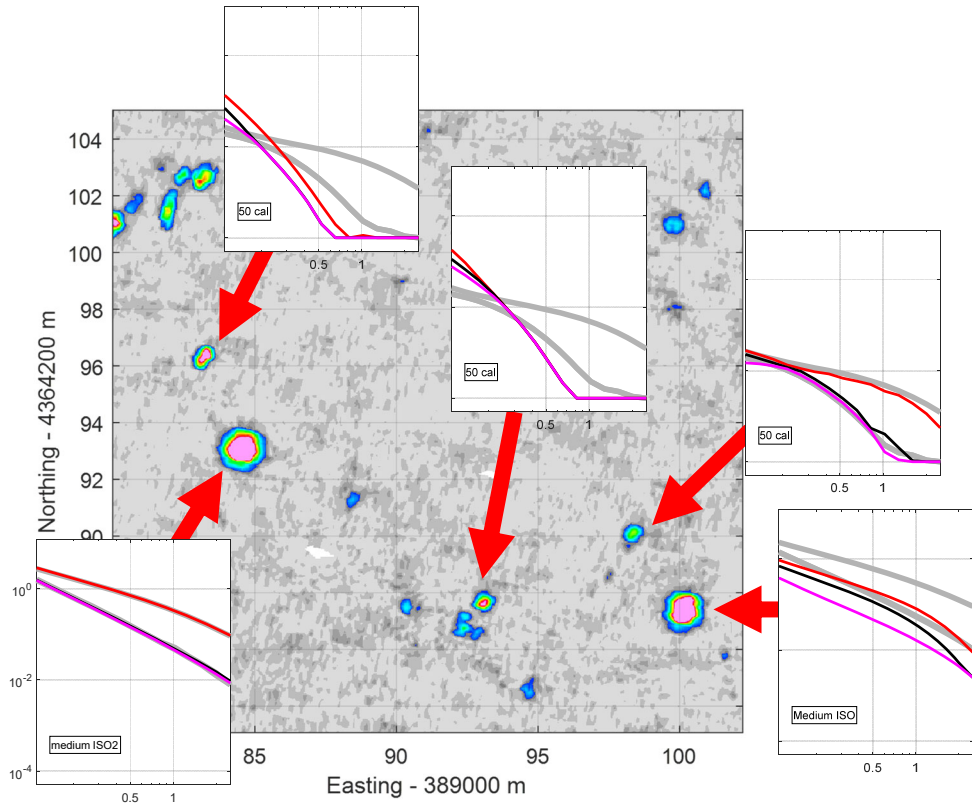 0.5 1
50 cal
0.5 1
50 cal
0.5 1
50 cal
0.5 1
Medium ISO
10^0
10^-2
10^-4
0.5 1
medium ISO2
104
102
100
98
96
94
92
90
85 90 95 100
Northing - 4364200 m
Easting - 389000 m